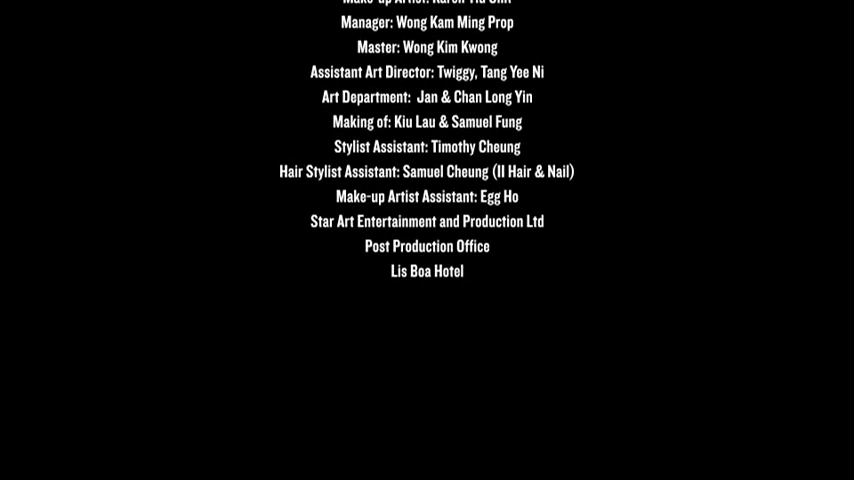 Manager: Wong Kam Ming Prop
Master: Wong Kim Kwong
Assistant Art Director: Twiggy, Tang Yee Ni
Art Department: Jan & Chan Long Yin
Making of: Kiu Lau & Samuel Fung
Stylist Assistant: Timothy Cheung
Hair Stylist Assistant: Samuel Cheung (II Hair & Nail)
Make-up Artist Assistant: Egg Ho
Star Art Entertainment and Production Ltd
Post Production Office
Lis Boa Hotel